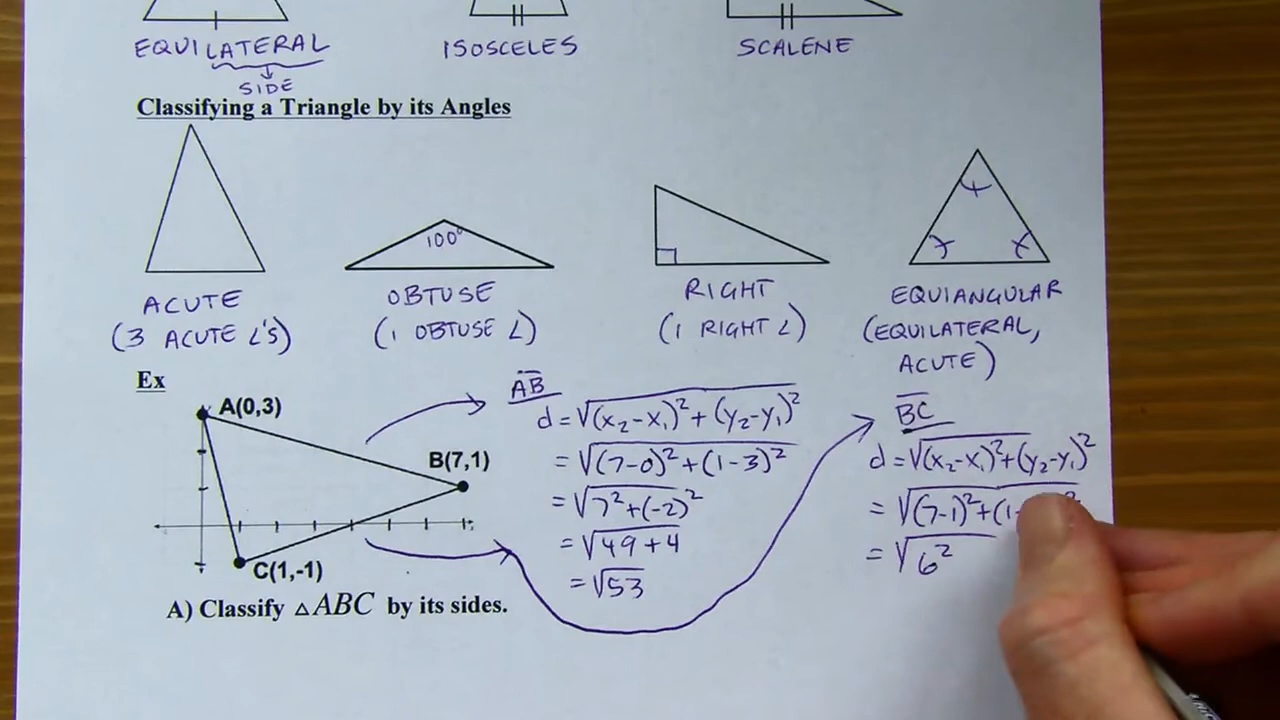 EQUILATERAL
SIDE
ISOSCELES
SCALENE
Classifying a Triangle by its Angles
100°
ACUTE
(3 ACUTE ∠'S)
OBTUSE
(1 OBTUSE ∠)
RIGHT
(1 RIGHT ∠)
EQUIANGULAR
(EQUILATERAL,
ACUTE)
Ex
A(0,3)
B(7,1)
C(1,-1)
A) Classify △ABC by its sides.
AB
d = √(x₂-x₁)² + (y₂-y₁)²
= √(7-0)² + (1-3)²
= √7² + (-2)²
= √49 + 4
= √53
BC
d = √(x₂-x₁)² + (y₂-y₁)²
= √(7-1)² + (1-
= √6²